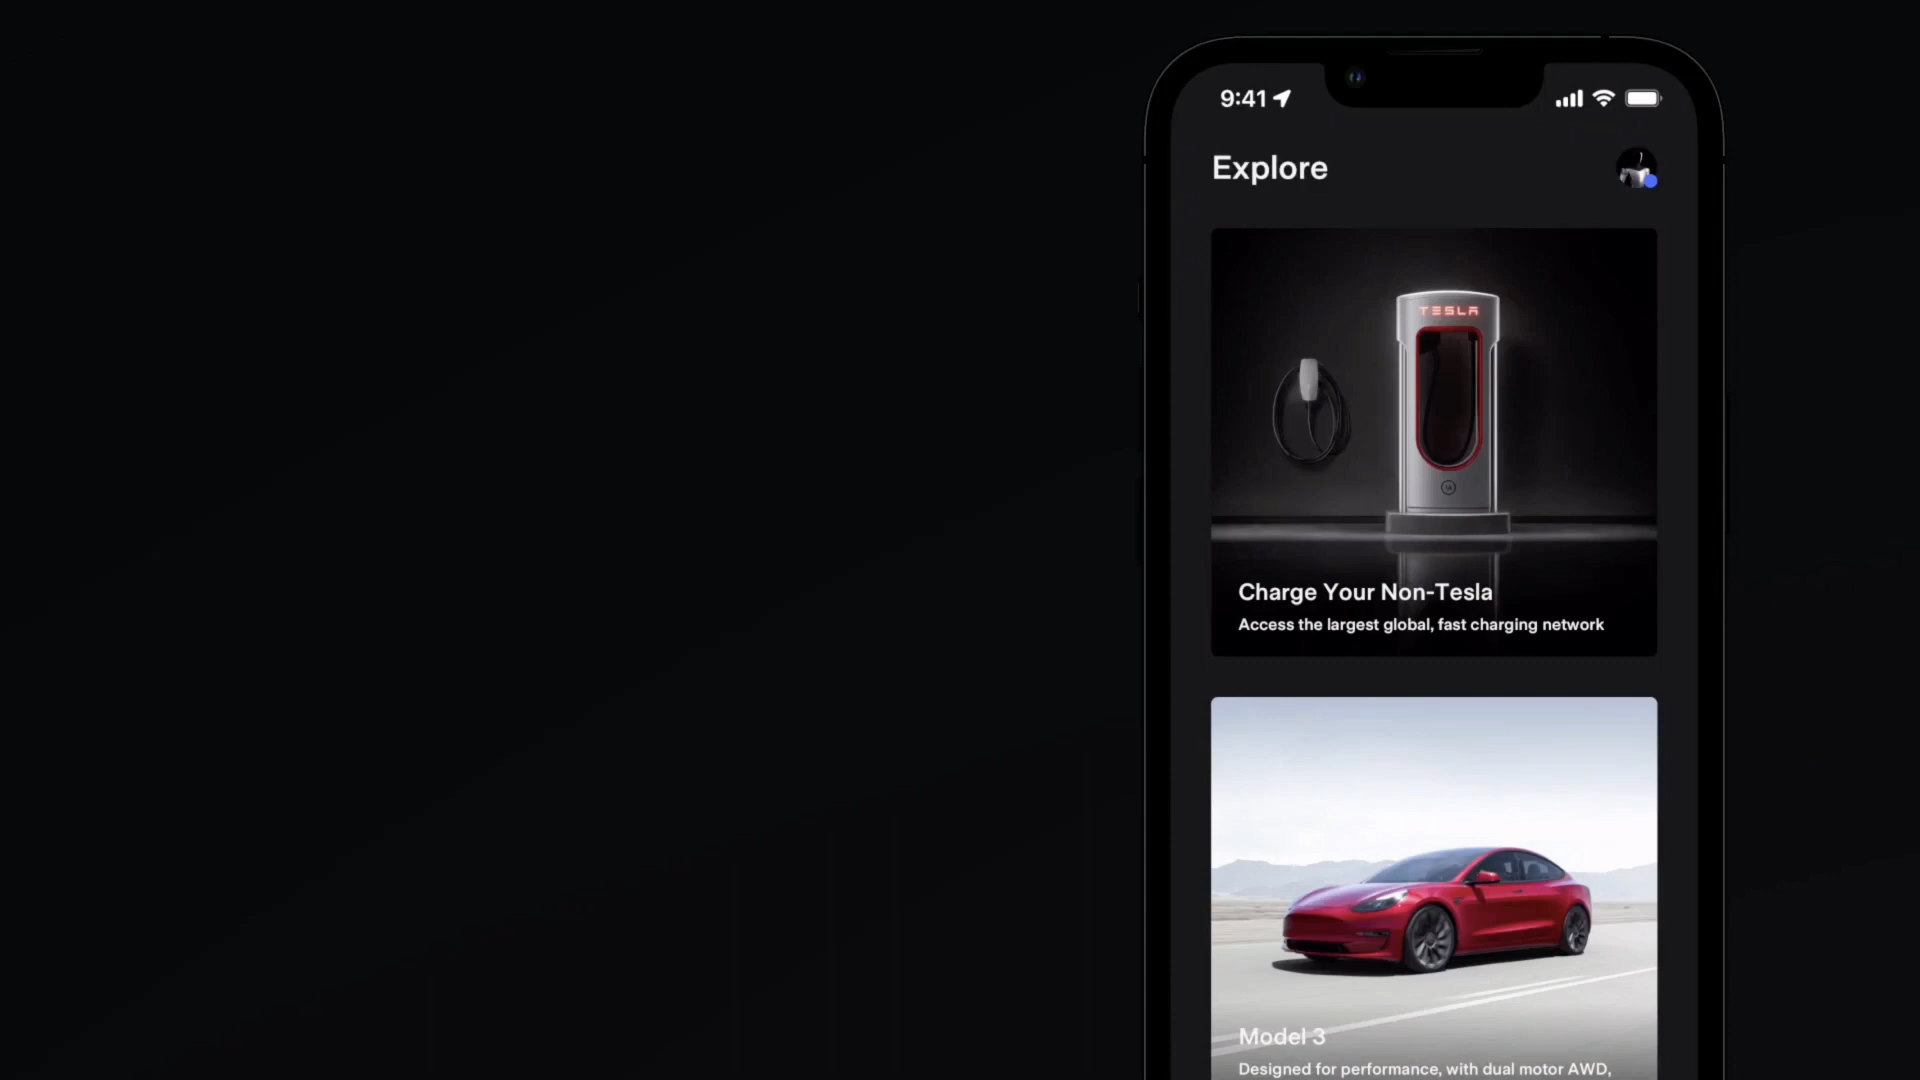 9:41
Explore
TESLA
Charge Your Non-Tesla
Access the largest global, fast charging network
Model 3
Designed for performance, with dual motor AWD,